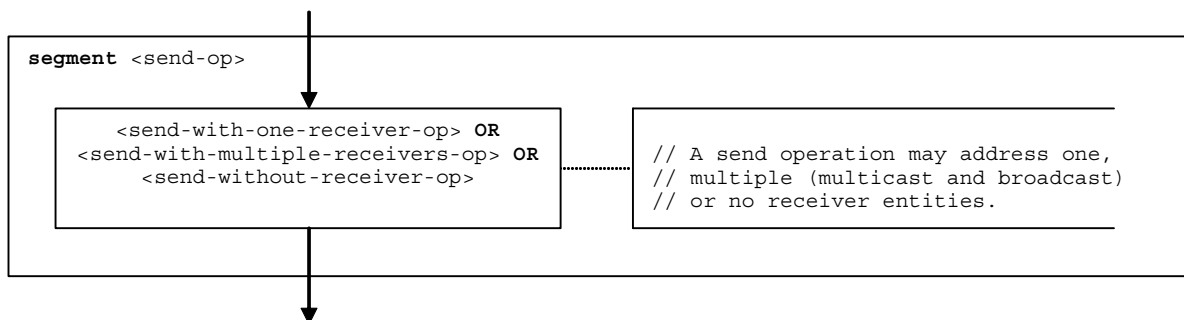 segment <send-op>
<send-with-one-receiver-op> OR
<send-with-multiple-receivers-op> OR
<send-without-receiver-op>
// A send operation may address one,
// multiple (multicast and broadcast)
// or no receiver entities.